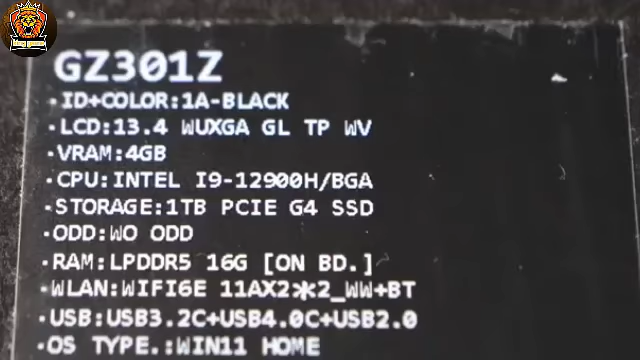 king game
GZ301Z
·ID+COLOR:1A-BLACK
·LCD:13.4 WUXGA GL TP WV
·VRAM:4GB
·CPU:INTEL I9-12900H/BGA
·STORAGE:1TB PCIE G4 SSD
·ODD:WO ODD
·RAM:LPDDR5 16G [ON BD.]
·WLAN:WIFI6E 11AX2*2_WW+BT
·USB:USB3.2C+USB4.0C+USB2.0
·OS TYPE.:WIN11 HOME